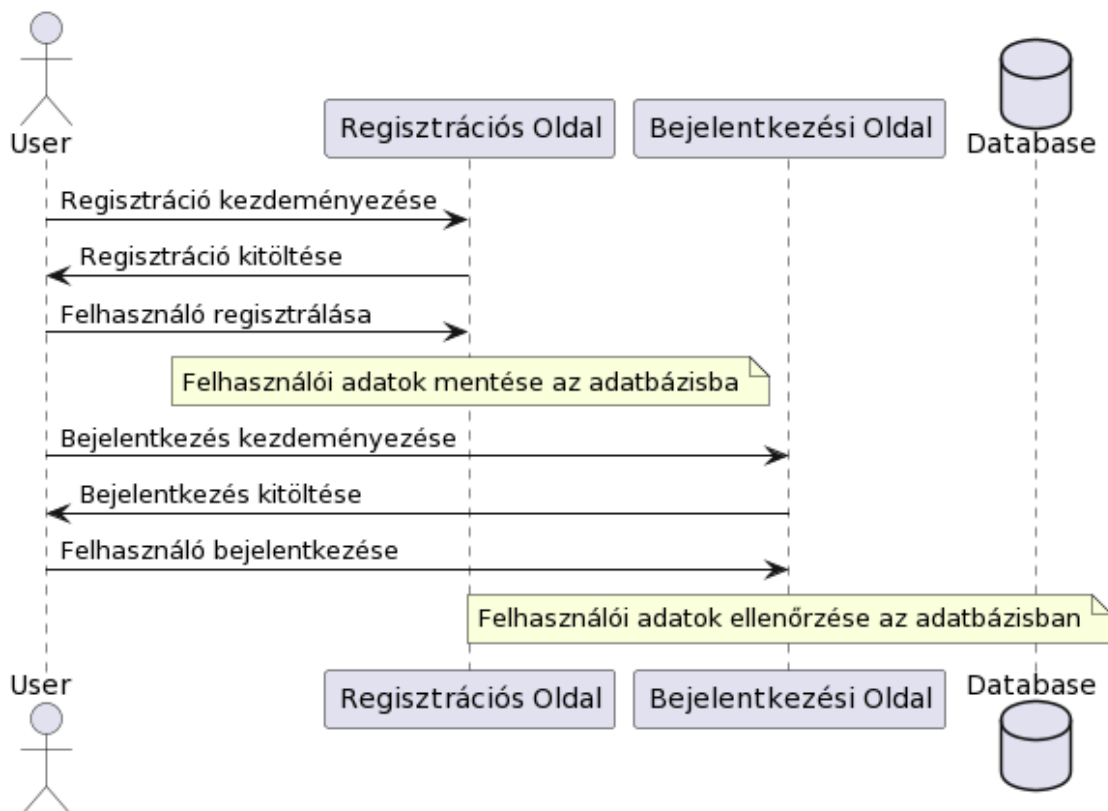 User
Regisztrációs Oldal
Bejelentkezési Oldal
Database
Regisztráció kezdeményezése
Regisztráció kitöltése
Felhasználó regisztrálása
Felhasználói adatok mentése az adatbázisba
Bejelentkezés kezdeményezése
Bejelentkezés kitöltése
Felhasználó bejelentkezése
Felhasználói adatok ellenőrzése az adatbázisban
User
Regisztrációs Oldal
Bejelentkezési Oldal
Database